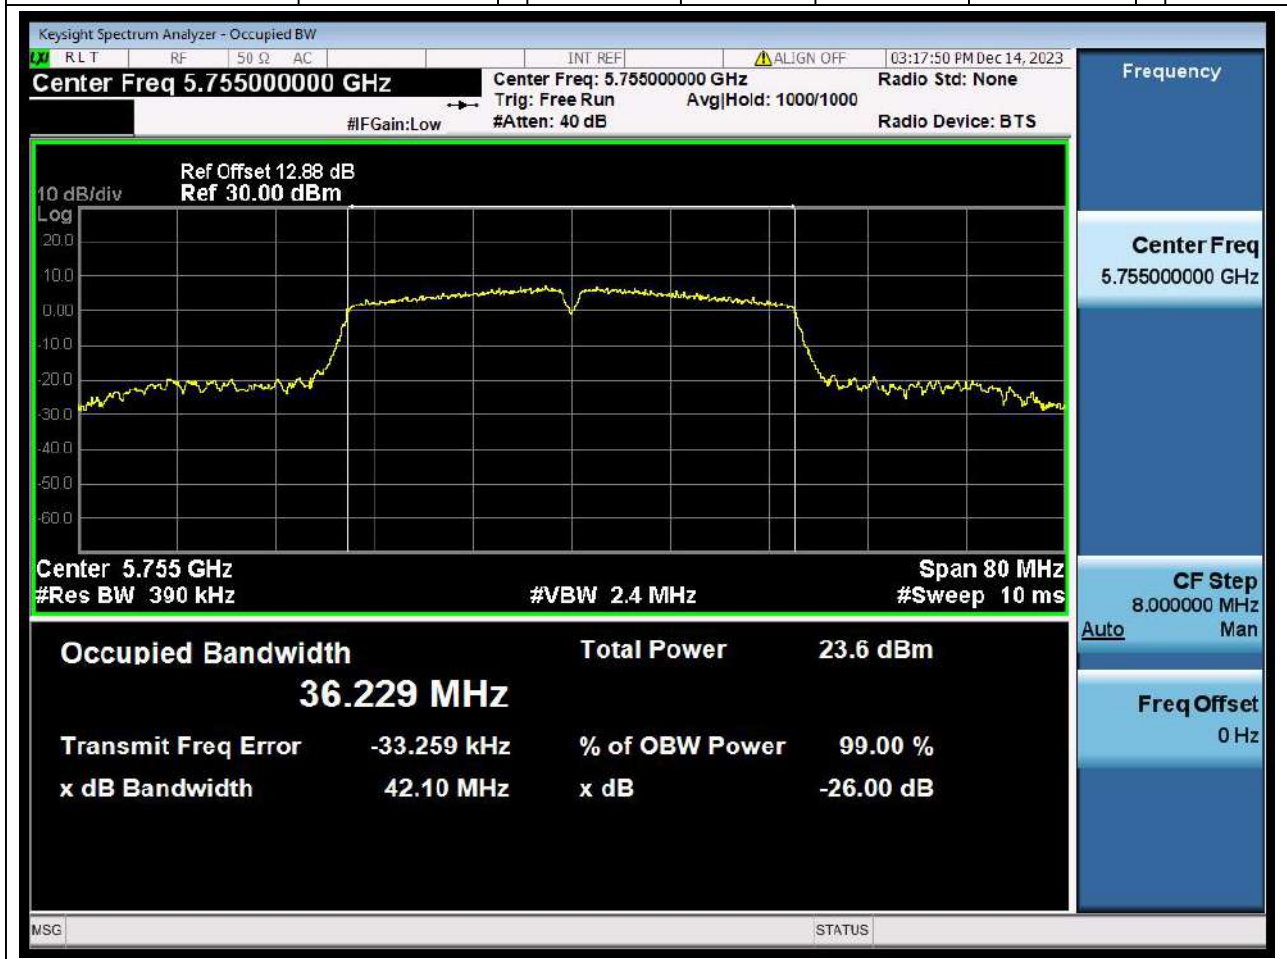 Keysight Spectrum Analyzer - Occupied BW
LXI RLT RF 50 Ω AC INT REF ALIGN OFF 03:17:50 PM Dec 14, 2023
Center Freq 5.755000000 GHz Center Freq: 5.755000000 GHz Radio Std: None
Trig: Free Run Avg|Hold: 1000/1000
#IFGain:Low #Atten: 40 dB Radio Device: BTS
Ref Offset 12.88 dB
10 dB/div Ref 30.00 dBm
Log
20.0
10.0
0.00
-10.0
-20.0
-30.0
-40.0
-50.0
-60.0
Center 5.755 GHz Span 80 MHz
#Res BW 390 kHz #VBW 2.4 MHz #Sweep 10 ms
Occupied Bandwidth Total Power 23.6 dBm
36.229 MHz
Transmit Freq Error -33.259 kHz % of OBW Power 99.00 %
x dB Bandwidth 42.10 MHz x dB -26.00 dB
MSG STATUS
Frequency
Center Freq
5.755000000 GHz
CF Step
8.000000 MHz
Auto Man
Freq Offset
0 Hz